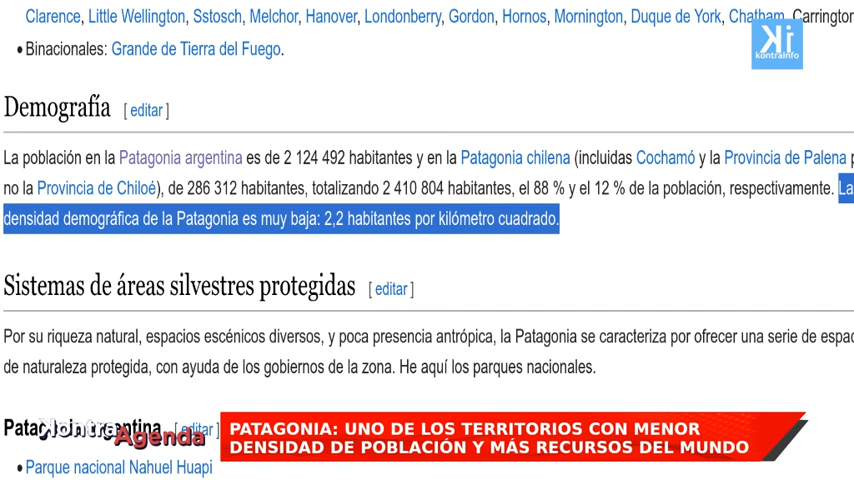 Clarence, Little Wellington, Sstosch, Melchor, Hanover, Londonberry, Gordon, Hornos, Mornington, Duque de York, Chatham, Carrington
• Binacionales: Grande de Tierra del Fuego.
Ki
kontrainfo
Demografía [ editar ]
La población en la Patagonia argentina es de 2 124 492 habitantes y en la Patagonia chilena (incluidas Cochamó y la Provincia de Palena p
no la Provincia de Chiloé), de 286 312 habitantes, totalizando 2 410 804 habitantes, el 88 % y el 12 % de la población, respectivamente. La
densidad demográfica de la Patagonia es muy baja: 2,2 habitantes por kilómetro cuadrado.
Sistemas de áreas silvestres protegidas [ editar ]
Por su riqueza natural, espacios escénicos diversos, y poca presencia antrópica, la Patagonia se caracteriza por ofrecer una serie de espac
de naturaleza protegida, con ayuda de los gobiernos de la zona. He aquí los parques nacionales.
Patagonia argentina [ editar ]
Kontra
Agenda
PATAGONIA: UNO DE LOS TERRITORIOS CON MENOR
DENSIDAD DE POBLACIÓN Y MÁS RECURSOS DEL MUNDO
• Parque nacional Nahuel Huapi